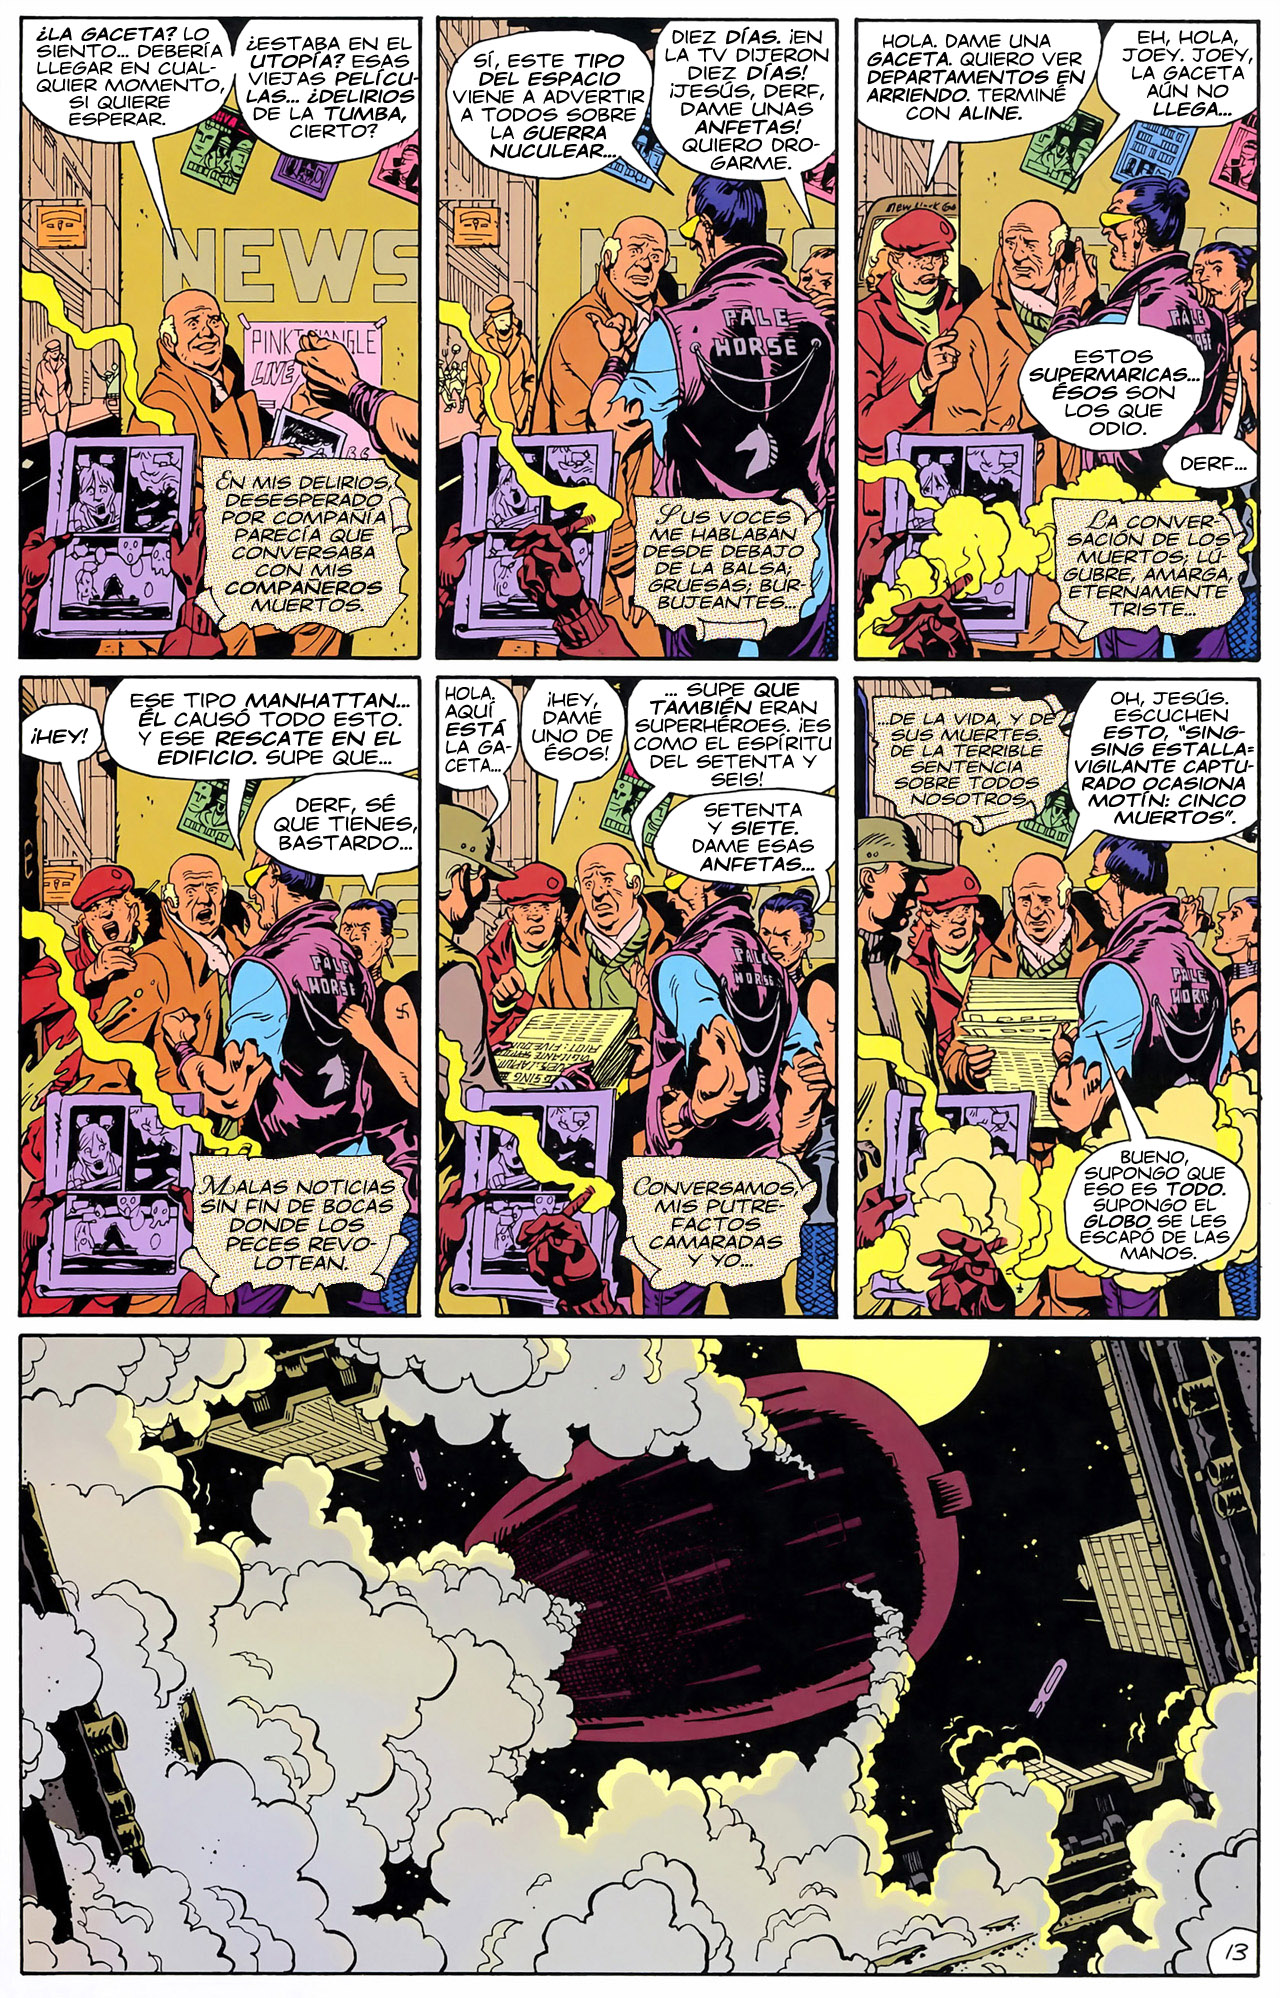 ¿LA GACETA? LO
SIENTO... DEBERÍA
LLEGAR EN CUAL-
QUIER MOMENTO,
SI QUIERE
ESPERAR.
¿ESTABA EN EL
UTOPÍA? ESAS
VIEJAS PELÍCU-
LAS... ¿DELIRIOS
DE LA TUMBA,
CIERTO?
NEWS
PINK TRIANGLE
LIVE
EN MIS DELIRIOS,
DESESPERADO
POR COMPAÑÍA
PARECÍA QUE
CONVERSABA
CON MIS
COMPAÑEROS
MUERTOS.
SÍ, ESTE TIPO
DEL ESPACIO
VIENE A ADVERTIR
A TODOS SOBRE
LA GUERRA
NUCULEAR...
DIEZ DÍAS. ¡EN
LA TV DIJERON
DIEZ DÍAS!
¡JESÚS, DERF,
DAME UNAS
ANFETAS!
QUIERO DRO-
GARME.
PALE
HORSE
SUS VOCES
ME HABLABAN
DESDE DEBAJO
DE LA BALSA;
GRUESAS; BUR-
BUJEANTES...
HOLA. DAME UNA
GACETA. QUIERO VER
DEPARTAMENTOS EN
ARRIENDO. TERMINÉ
CON ALINE.
EH, HOLA,
JOEY. JOEY,
LA GACETA
AÚN NO
LLEGA...
ESTOS
SUPERMARICAS...
ÉSOS SON
LOS QUE
ODIO.
DERF...
LA CONVER-
SACIÓN DE LOS
MUERTOS; LÚ-
GUBRE, AMARGA,
ETERNAMENTE
TRISTE...
¡HEY!
ESE TIPO MANHATTAN...
ÉL CAUSÓ TODO ESTO.
Y ESE RESCATE EN EL
EDIFICIO. SUPE QUE...
DERF, SÉ
QUE TIENES,
BASTARDO...
PALE
HORSE
MALAS NOTICIAS
SIN FIN DE BOCAS
DONDE LOS
PECES REVO-
LOTEAN.
HOLA.
AQUÍ
ESTÁ
LA GA-
CETA...
¡HEY,
DAME
UNO DE
ÉSOS!
... SUPE QUE
TAMBIÉN ERAN
SUPERHÉROES. ¡ES
COMO EL ESPÍRITU
DEL SETENTA Y
SEIS!
SETENTA
Y SIETE.
DAME ESAS
ANFETAS...
PALE
HORSE
CONVERSAMOS,
MIS PUTRE-
FACTOS
CAMARADAS
Y YO...
...DE LA VIDA, Y DE
SUS MUERTES.
DE LA TERRIBLE
SENTENCIA
SOBRE TODOS
NOSOTROS.
OH, JESÚS.
ESCUCHEN
ESTO, "SING-
SING ESTALLA-
VIGILANTE CAPTU-
RADO OCASIONA
MOTÍN: CINCO
MUERTOS".
PALE
HORSE
BUENO,
SUPONGO QUE
ESO ES TODO.
SUPONGO EL
GLOBO SE LES
ESCAPÓ DE LAS
MANOS.
13